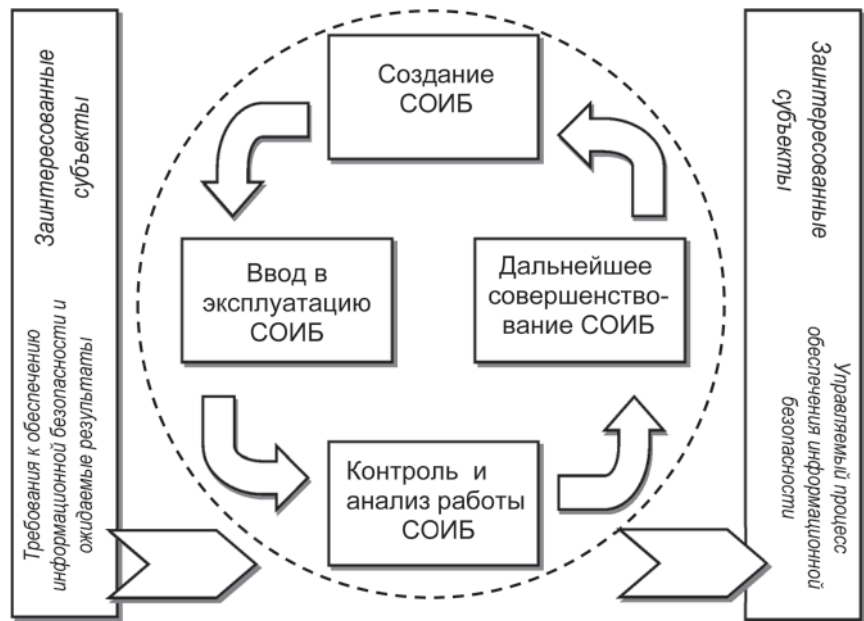 Заинтересованные
субъекты
Требования к обеспечению
информационной безопасности и
ожидаемые результаты
Создание
СОИБ
Ввод в
эксплуатацию
СОИБ
Дальнейшее
совершенство-
вание СОИБ
Контроль и
анализ работы
СОИБ
Заинтересованные
субъекты
Управляемый процесс
обеспечения информационной
безопасности